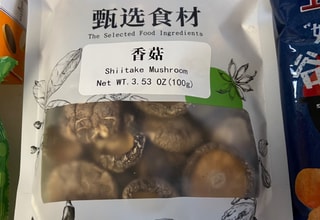 甄选食材
The Selected Food Ingredients
香菇
Shiitake Mushroom
Net WT.3.53 OZ(100g)